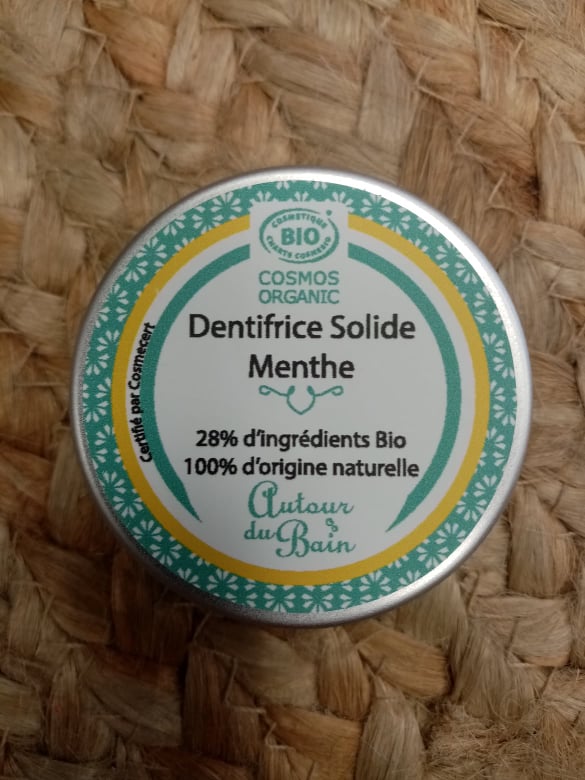 COSMETIQUE
BIO
CHARTE COSMEBIO
COSMOS
ORGANIC
Dentifrice Solide
Menthe
28% d'ingrédients Bio
100% d'origine naturelle
Autour
du Bain
Certifié par Cosmecert